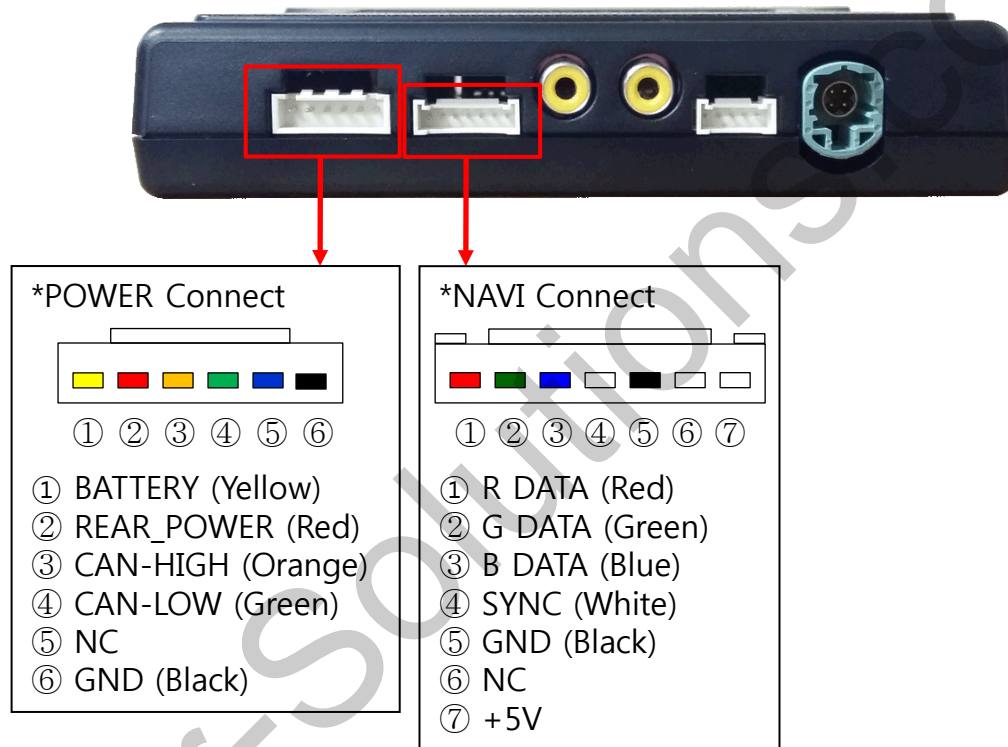 *POWER Connect
① ② ③ ④ ⑤ ⑥
① BATTERY (Yellow)
② REAR_POWER (Red)
③ CAN-HIGH (Orange)
④ CAN-LOW (Green)
⑤ NC
⑥ GND (Black)
*NAVI Connect
① ② ③ ④ ⑤ ⑥ ⑦
① R DATA (Red)
② G DATA (Green)
③ B DATA (Blue)
④ SYNC (White)
⑤ GND (Black)
⑥ NC
⑦ +5V
f-Solutions.co